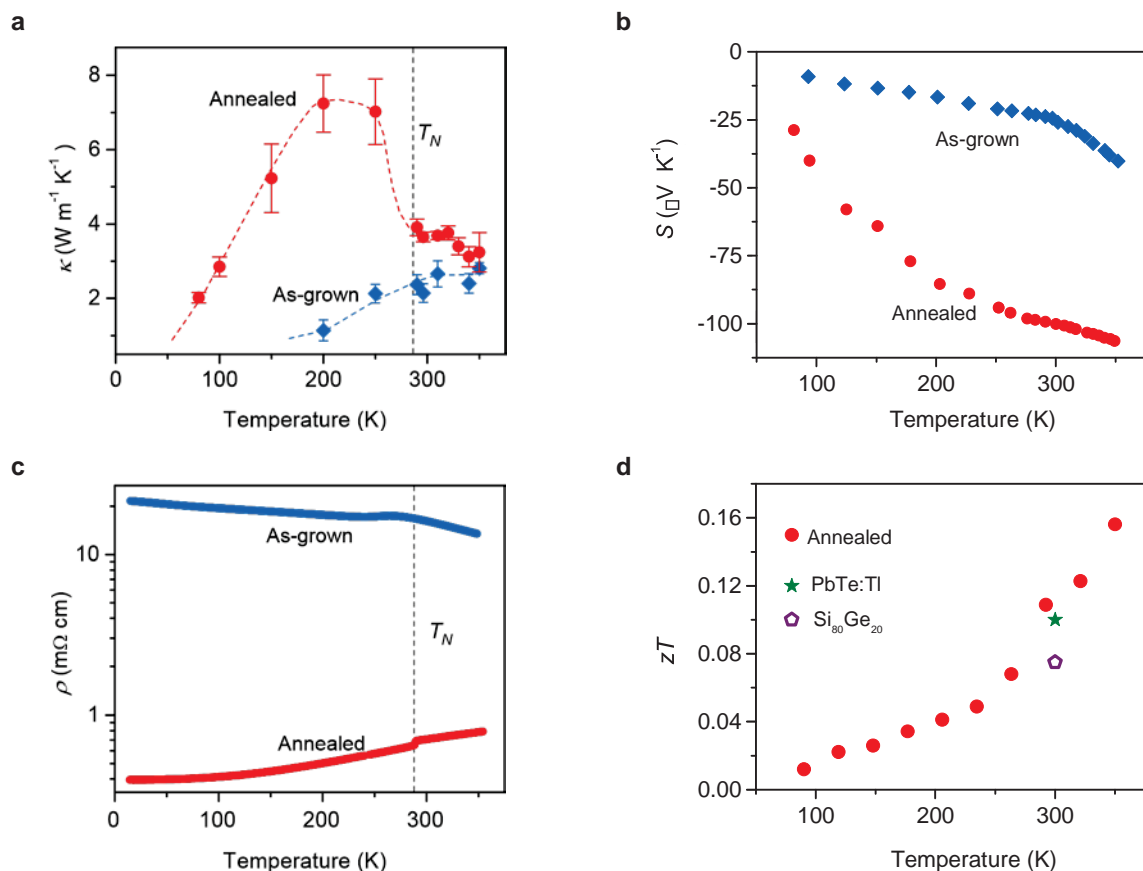 a
8
6
4
2
0
100
200
300
κ (W m⁻¹ K⁻¹)
Temperature (K)
Annealed
T_N
As-grown
b
0
-25
-50
-75
-100
100
200
300
S (▯V K⁻¹)
Temperature (K)
As-grown
Annealed
c
10
1
0
100
200
300
ρ (mΩ cm)
Temperature (K)
As-grown
T_N
Annealed
d
0.16
0.12
0.08
0.04
0.00
100
200
300
zT
Temperature (K)
Annealed
PbTe:Tl
Si₈₀Ge₂₀